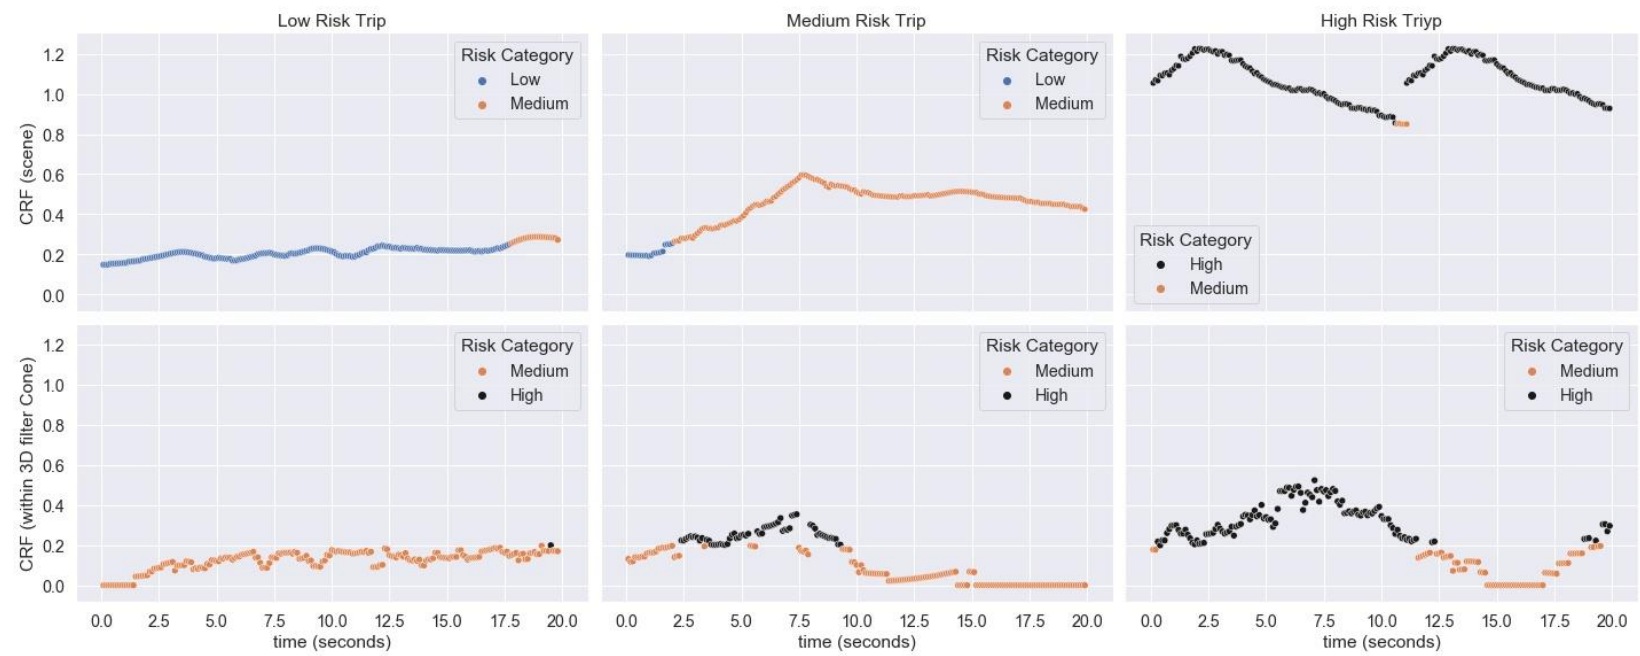 Low Risk Trip
Medium Risk Trip
High Risk Triyp
CRF (scene)
1.2
1.0
0.8
0.6
0.4
0.2
0.0
Risk Category
Low
Medium
Risk Category
Low
Medium
Risk Category
High
Medium
CRF (within 3D filter Cone)
1.2
1.0
0.8
0.6
0.4
0.2
0.0
Risk Category
Medium
High
Risk Category
Medium
High
Risk Category
Medium
High
0.0 2.5 5.0 7.5 10.0 12.5 15.0 17.5 20.0
time (seconds)
0.0 2.5 5.0 7.5 10.0 12.5 15.0 17.5 20.0
time (seconds)
0.0 2.5 5.0 7.5 10.0 12.5 15.0 17.5 20.0
time (seconds)